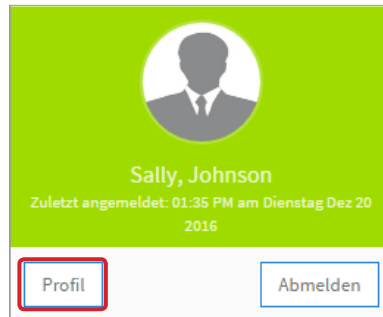 Sally, Johnson
Zuletzt angemeldet: 01:35 PM am Dienstag Dez 20
2016
Profil
Abmelden